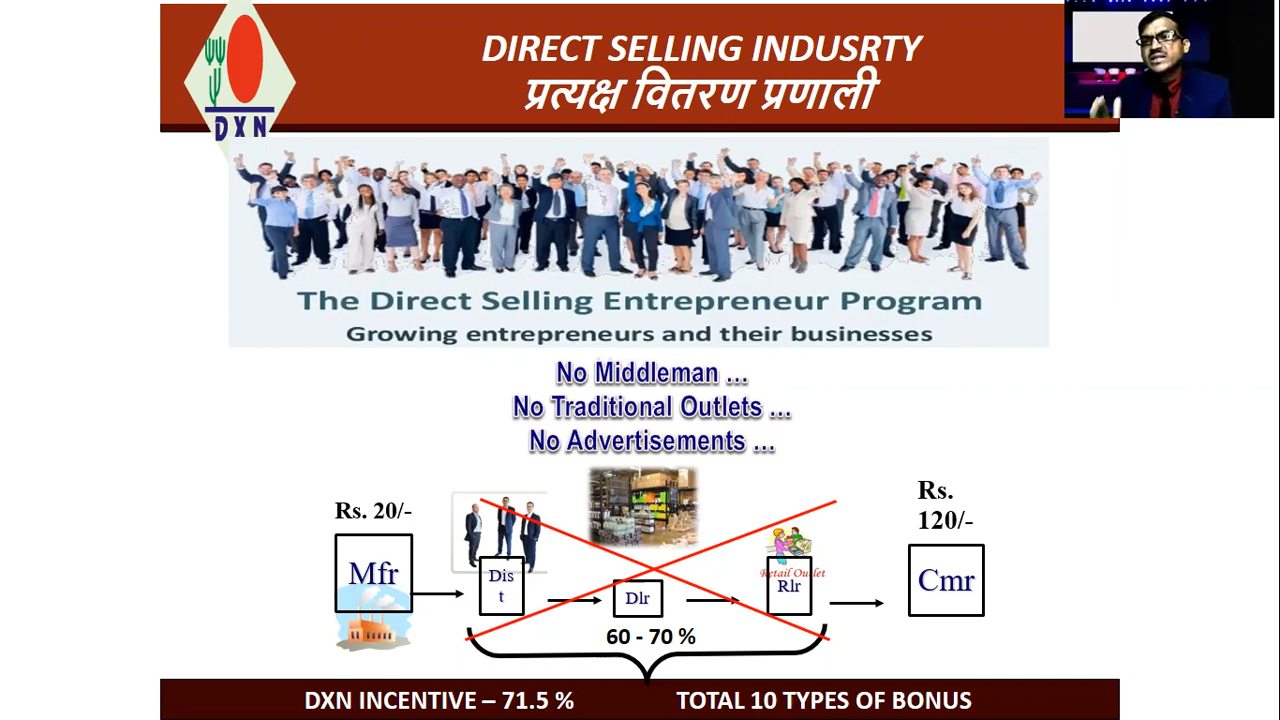 DIRECT SELLING INDUSRTY
प्रत्यक्ष वितरण प्रणाली
DXN
The Direct Selling Entrepreneur Program
Growing entrepreneurs and their businesses
No Middleman ...
No Traditional Outlets ...
No Advertisements ...
Rs. 20/-
Mfr
Dis
t
Dlr
Retail Outlet
Rlr
Rs.
120/-
Cmr
60 - 70 %
DXN INCENTIVE – 71.5 %
TOTAL 10 TYPES OF BONUS